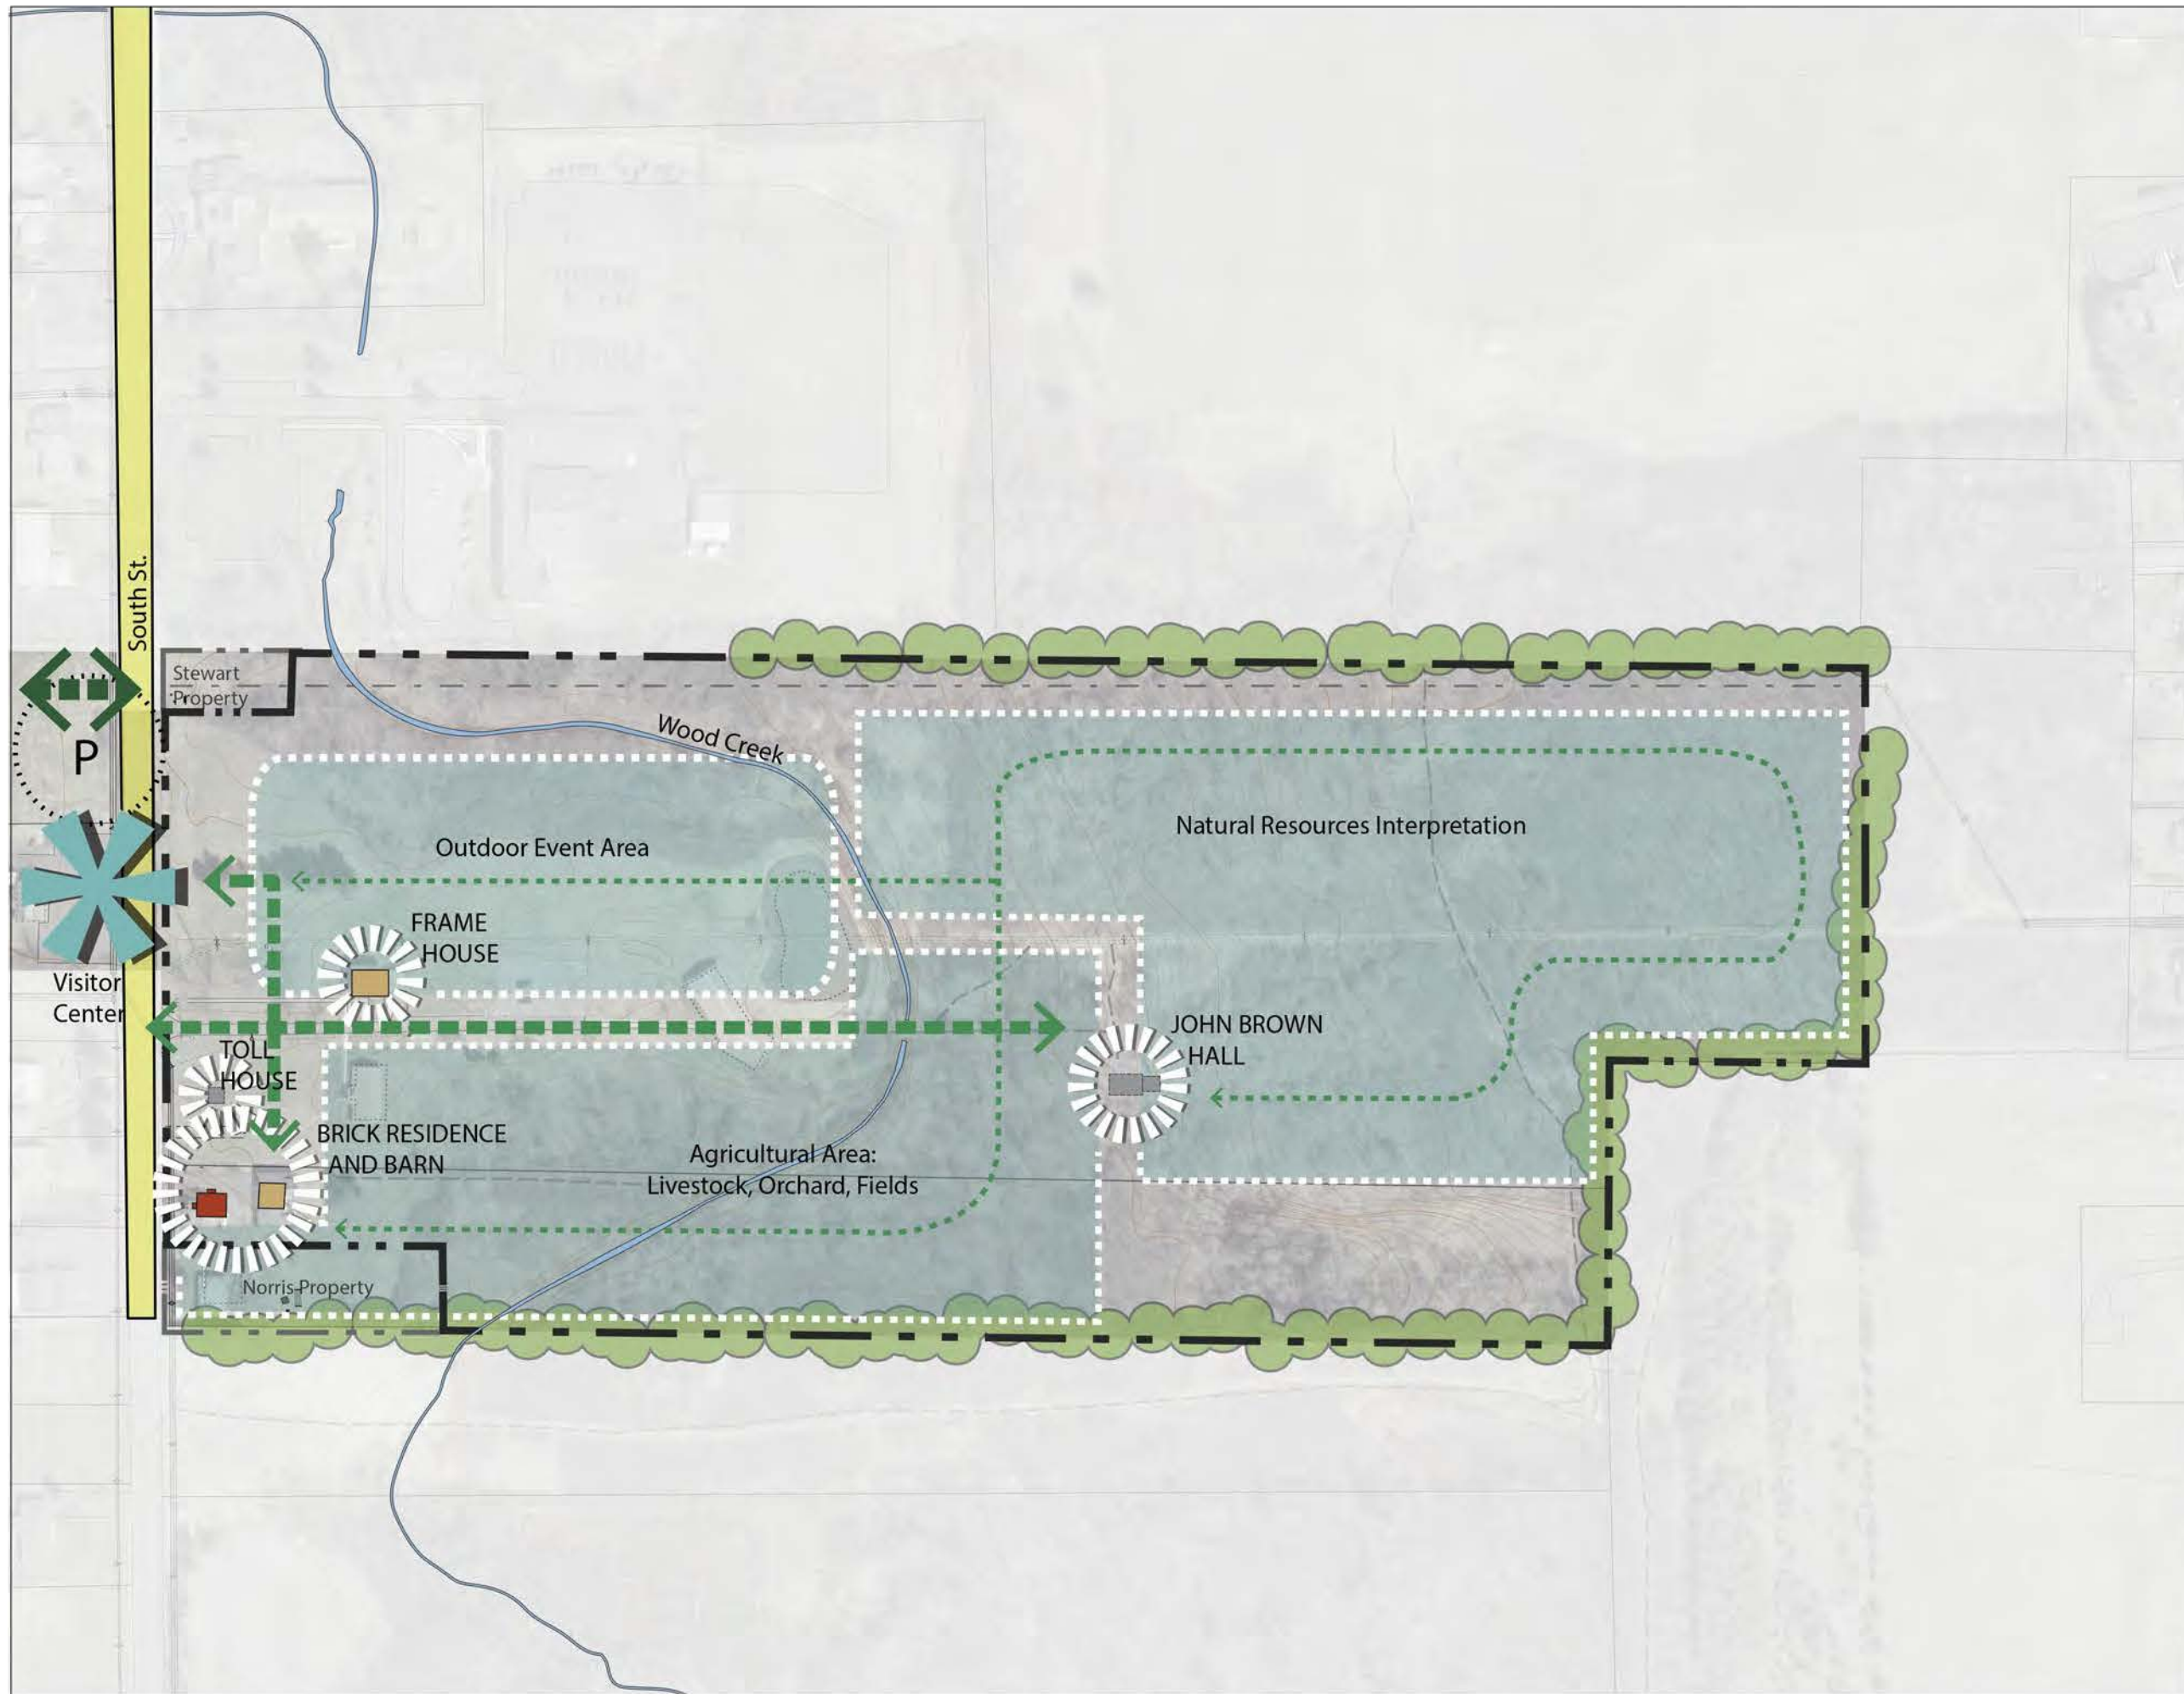 South St.
Stewart
Property
P
Wood Creek
Natural Resources Interpretation
Outdoor Event Area
FRAME
HOUSE
Visitor
Center
JOHN BROWN
HALL
TOLL
HOUSE
BRICK RESIDENCE
AND BARN
Agricultural Area:
Livestock, Orchard, Fields
Norris Property